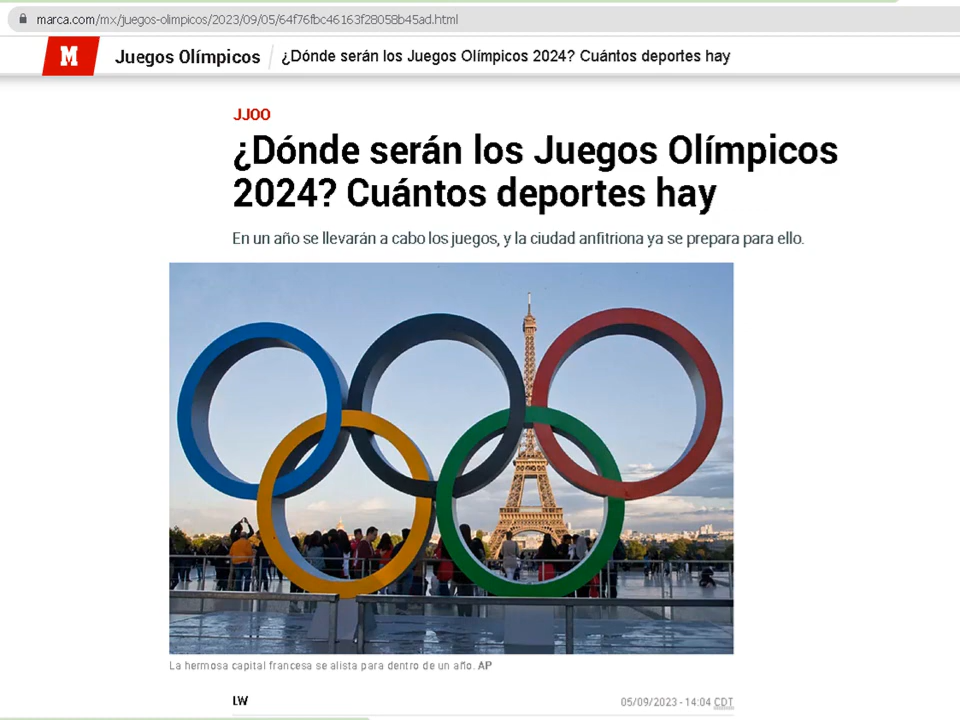 marca.com/mx/juegos-olimpicos/2023/09/05/64f76fbc46163f28058b45ad.html
M Juegos Olímpicos ¿Dónde serán los Juegos Olímpicos 2024? Cuántos deportes hay
JJOO
¿Dónde serán los Juegos Olímpicos
2024? Cuántos deportes hay
En un año se llevarán a cabo los juegos, y la ciudad anfitriona ya se prepara para ello.
La hermosa capital francesa se alista para dentro de un año. AP
I.W
05/09/2023 - 14:04 CDT